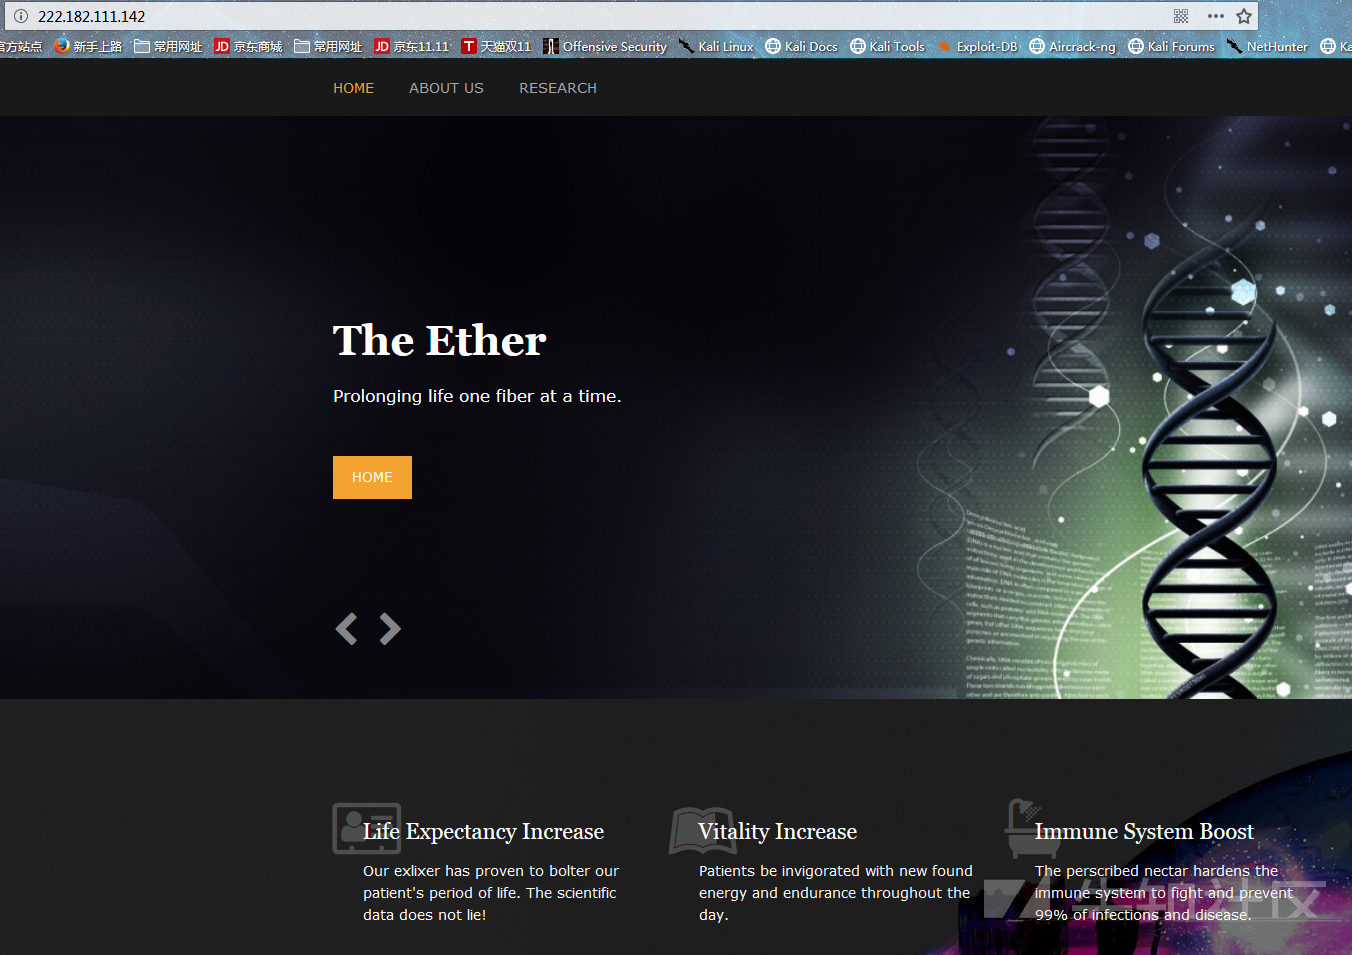 222.182.111.142
官方站点 新手上路 常用网址 京东商城 常用网址 京东11.11 天猫双11 Offensive Security Kali Linux Kali Docs Kali Tools Exploit-DB Aircrack-ng Kali Forums NetHunter Ka
HOME ABOUT US RESEARCH
The Ether
Prolonging life one fiber at a time.
HOME
Life Expectancy Increase
Our exlixer has proven to bolter our
patient's period of life. The scientific
data does not lie!
Vitality Increase
Patients be invigorated with new found
energy and endurance throughout the
day.
Immune System Boost
The perscribed nectar hardens the
immune system to fight and prevent
99% of infections and disease.
先知社区